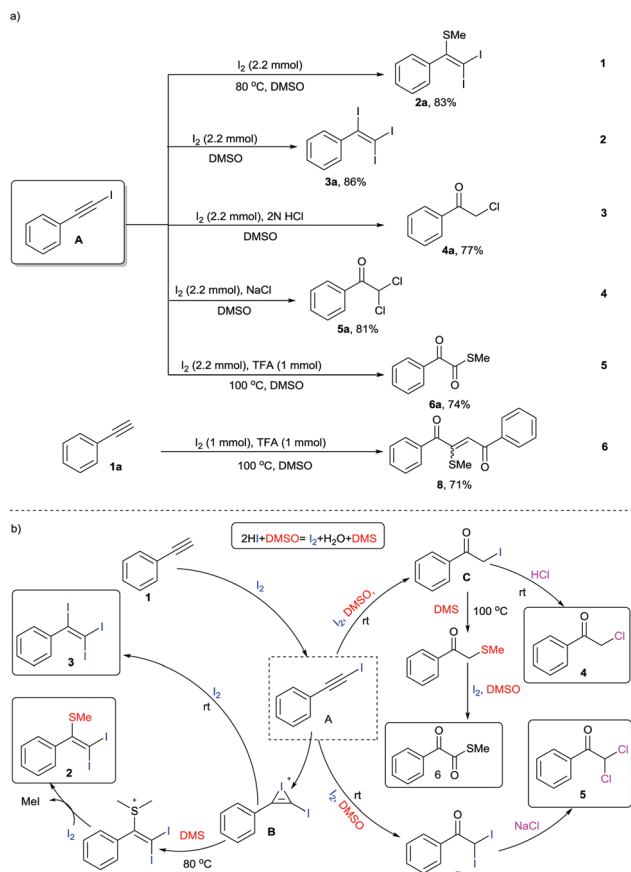 a)
SMe
I
I
I₂ (2.2 mmol)
80 °C, DMSO
2a, 83%
1
I
I
I
I₂ (2.2 mmol)
DMSO
3a, 86%
2
I
A
O
Cl
I₂ (2.2 mmol), 2N HCl
DMSO
4a, 77%
3
O
Cl
Cl
I₂ (2.2 mmol), NaCl
DMSO
5a, 81%
4
O
SMe
O
I₂ (2.2 mmol), TFA (1 mmol)
100 °C, DMSO
6a, 74%
5
1a
I₂ (1 mmol), TFA (1 mmol)
100 °C, DMSO
O
SMe
O
8, 71%
6
b)
2HI+DMSO= I₂+H₂O+DMS
1
I₂
O
I
C
HCl
rt
I₂, DMSO,
rt
DMS
100 °C
O
Cl
4
I
I
I
3
I₂
rt
I
A
O
SMe
I₂, DMSO
O
SMe
6
O
SMe
I
I
2
MeI
I₂
S⁺
I
I
DMS
80 °C
I⁺
I
B
I₂, DMSO
rt
O
I
I
NaCl
O
Cl
Cl
5